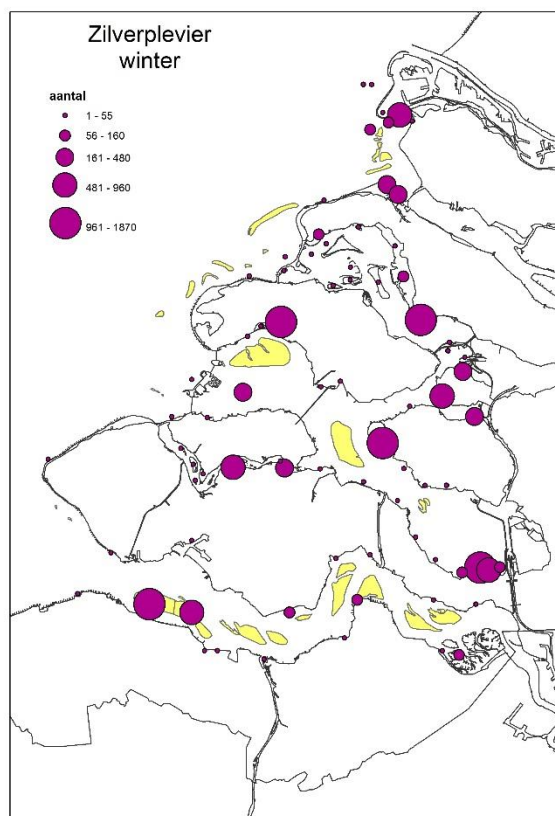 Zilverplevier
winter
aantal
1 - 55
56 - 160
161 - 480
481 - 960
961 - 1870